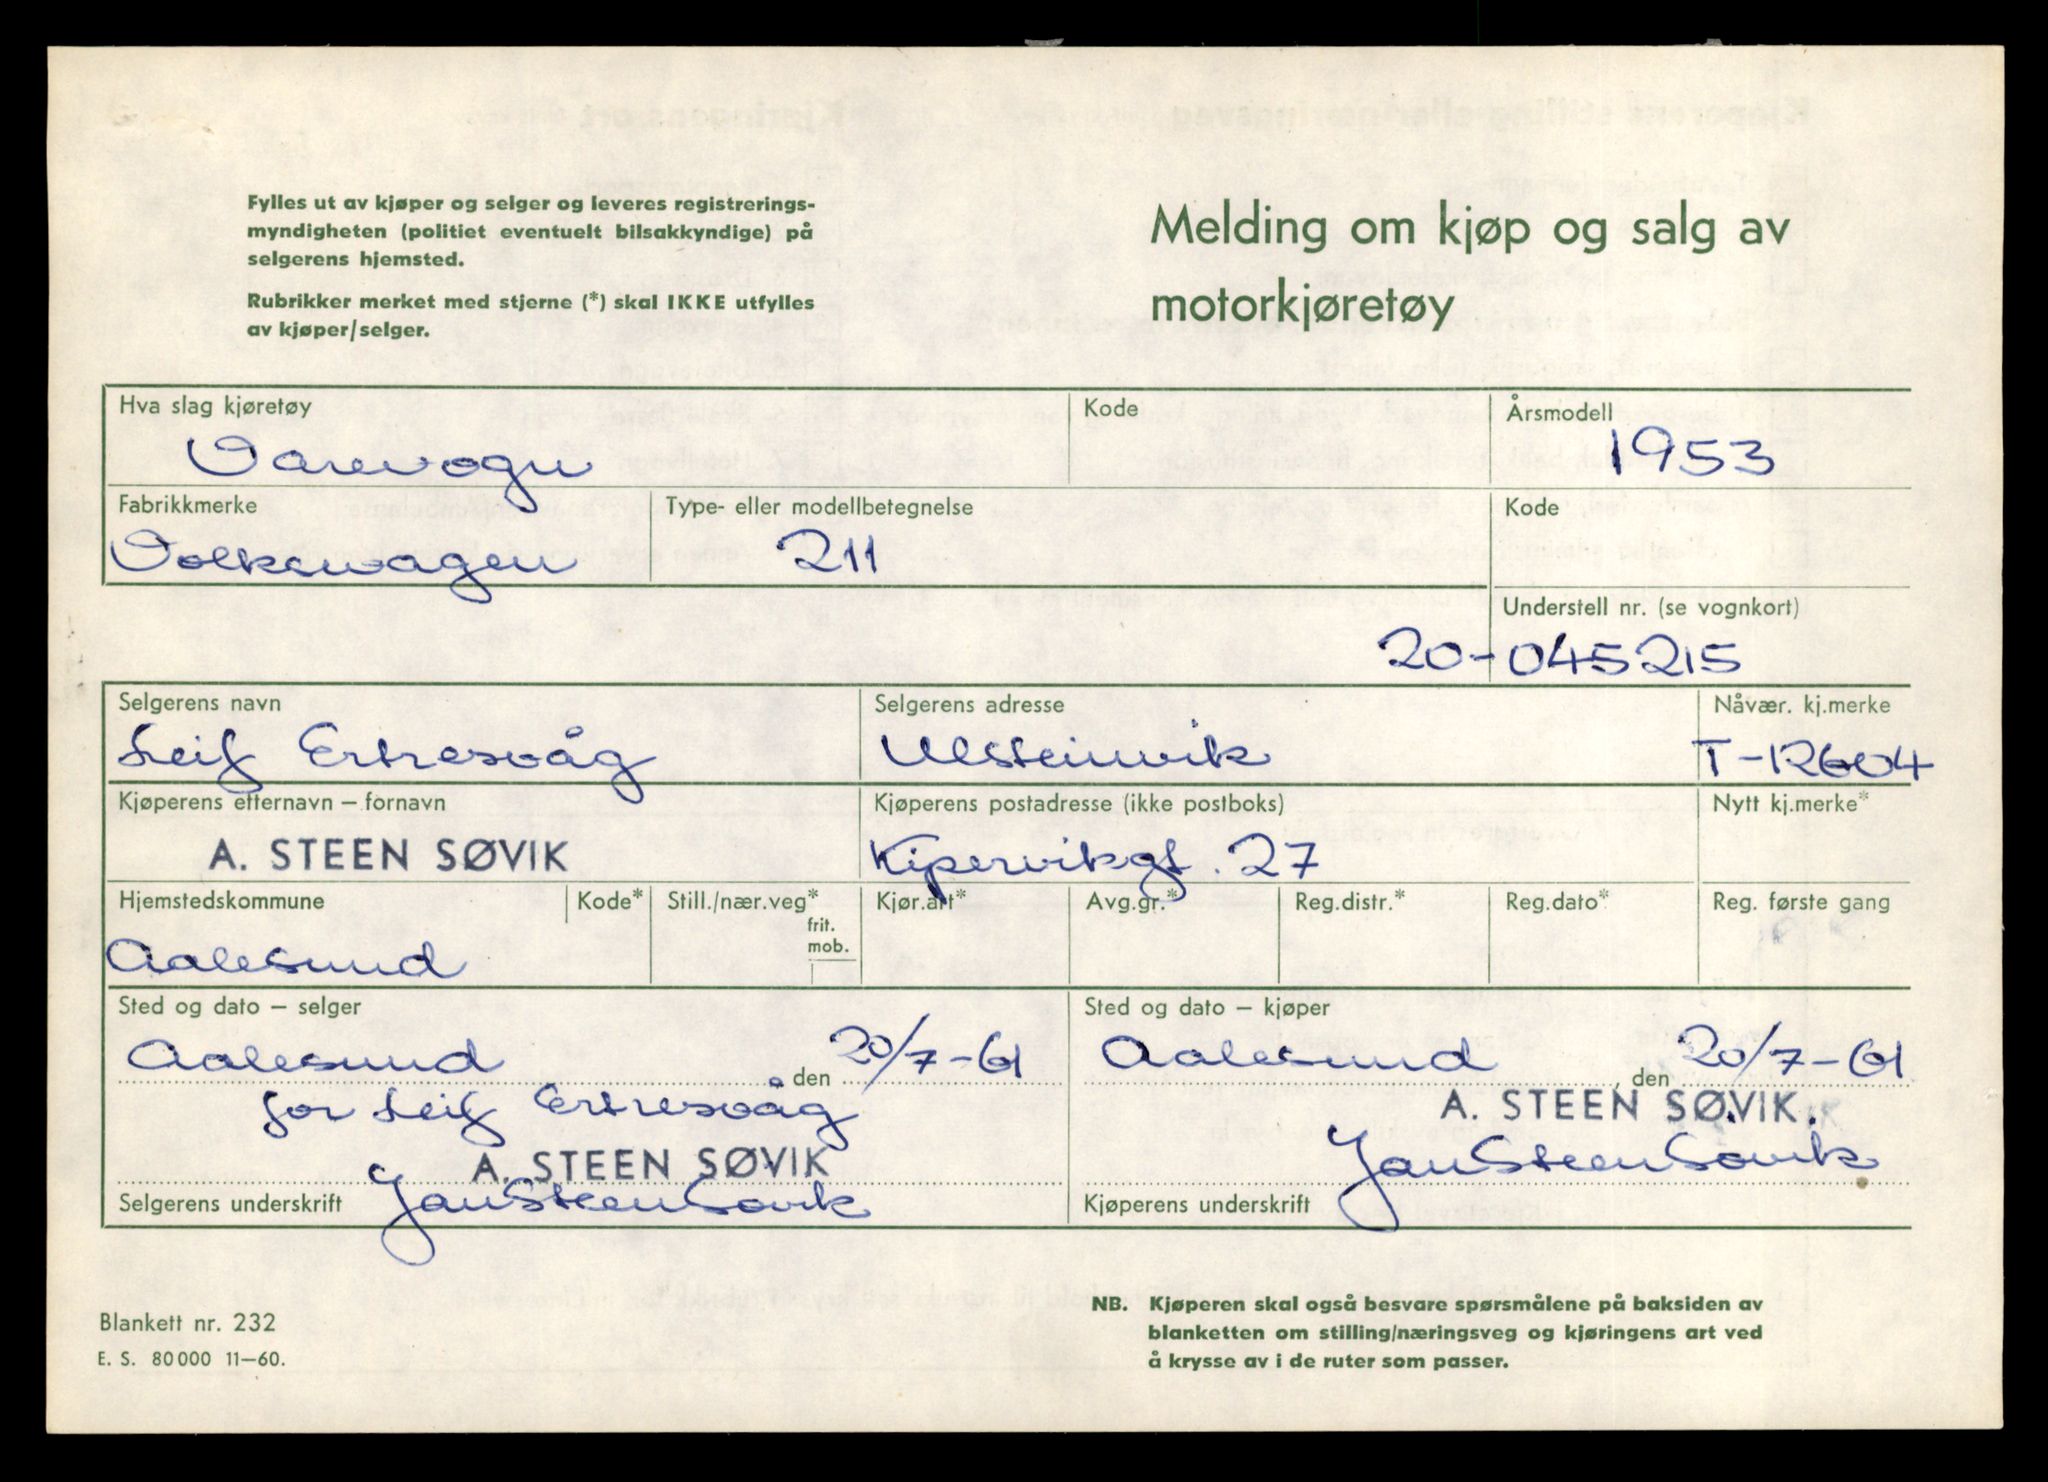 Fylles ut av kjøper og selger og leveres registrerings-
myndigheten (politiet eventuelt bilsakkyndige) på
selgerens hjemsted.
Rubrikker merket med stjerne (*) skal IKKE utfylles
av kjøper/selger.
Melding om kjøp og salg av
motorkjøretøy
Hva slag kjøretøy
Kode
Årsmodell
Varevogn
1953
Fabrikkmerke
Type- eller modellbetegnelse
Kode
Volkswagen
211
Understell nr. (se vognkort)
20-045215
Selgerens navn
Selgerens adresse
Nåvær. kj.merke
Leif Ertresvåg
Ulsteinvik
T-12604
Kjøperens etternavn – fornavn
Kjøperens postadresse (ikke postboks)
Nytt kj.merke*
A. STEEN SØVIK
Kipervikgt. 27
Hjemstedskommune
Kode*
Still./nær.veg*
frit.
mob.
Kjør.art*
Avg.gr.*
Reg.distr.*
Reg.dato*
Reg. første gang
Aalesund
Sted og dato – selger
Sted og dato – kjøper
Aalesund den 20/7-61
Aalesund, den 20/7-61
for Leif Ertresvåg
A. STEEN SØVIK.
A. STEEN SØVIK
Jan Steen Søvik
Selgerens underskrift Jan Steen Søvik
Kjøperens underskrift
Blankett nr. 232
E. S. 80000 11–60.
NB. Kjøperen skal også besvare spørsmålene på baksiden av
blanketten om stilling/næringsveg og kjøringens art ved
å krysse av i de ruter som passer.